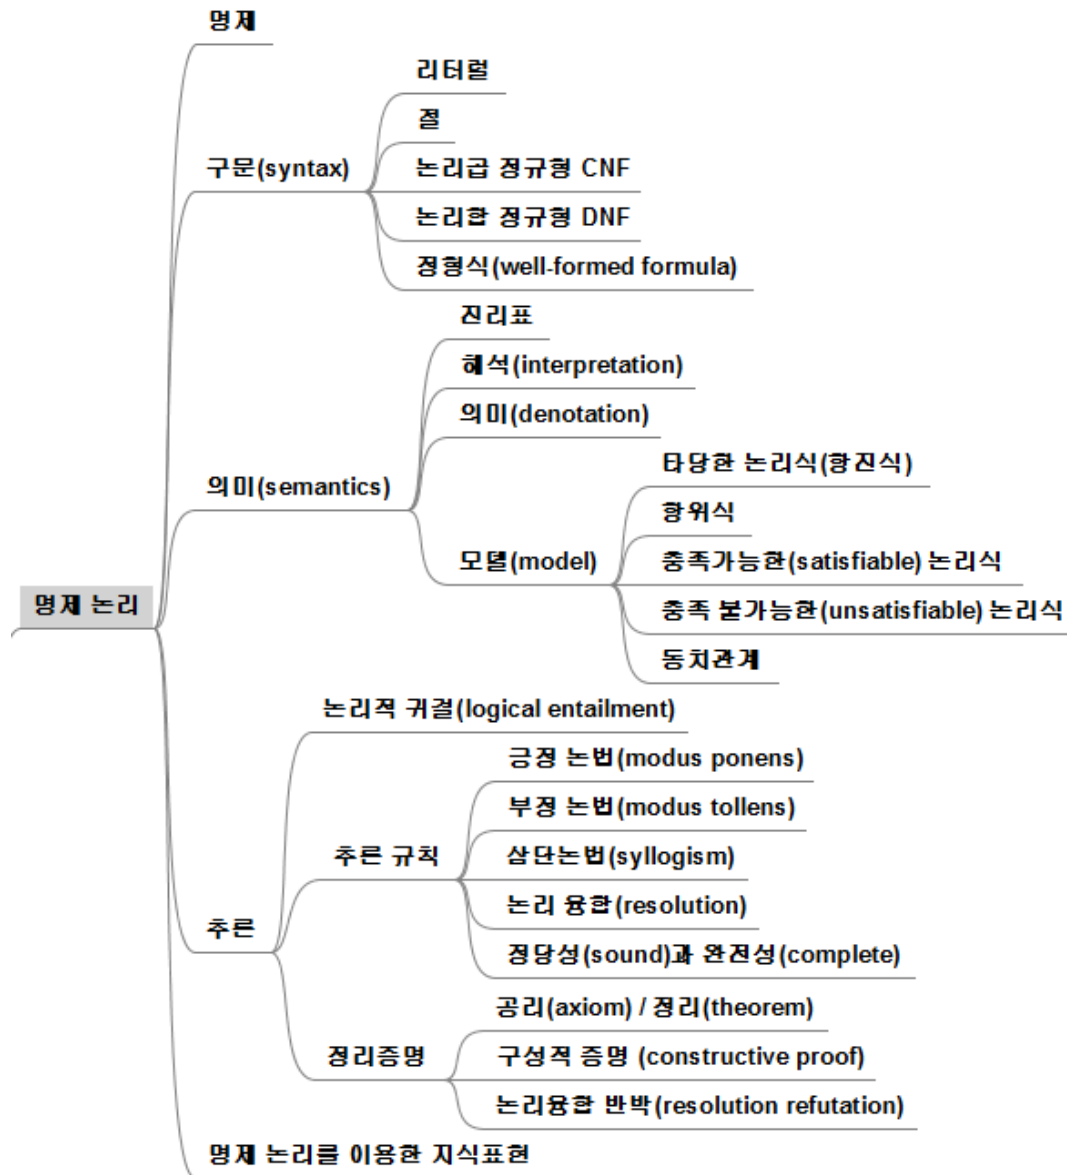 명제
리터럴
절
구문(syntax)
논리곱 정규형 CNF
논리합 정규형 DNF
정형식(well-formed formula)
진리표
해석(interpretation)
의미(denotation)
타당한 논리식(항진식)
의미(semantics)
항위식
모델(model)
충족가능한(satisfiable) 논리식
명제 논리
충족 불가능한(unsatisfiable) 논리식
동치관계
논리적 귀결(logical entailment)
긍정 논법(modus ponens)
부정 논법(modus tollens)
추론 규칙
삼단논법(syllogism)
논리 융합(resolution)
추론
정당성(sound)과 완전성(complete)
공리(axiom) / 정리(theorem)
정리증명
구성적 증명 (constructive proof)
논리융합 반박(resolution refutation)
명제 논리를 이용한 지식표현